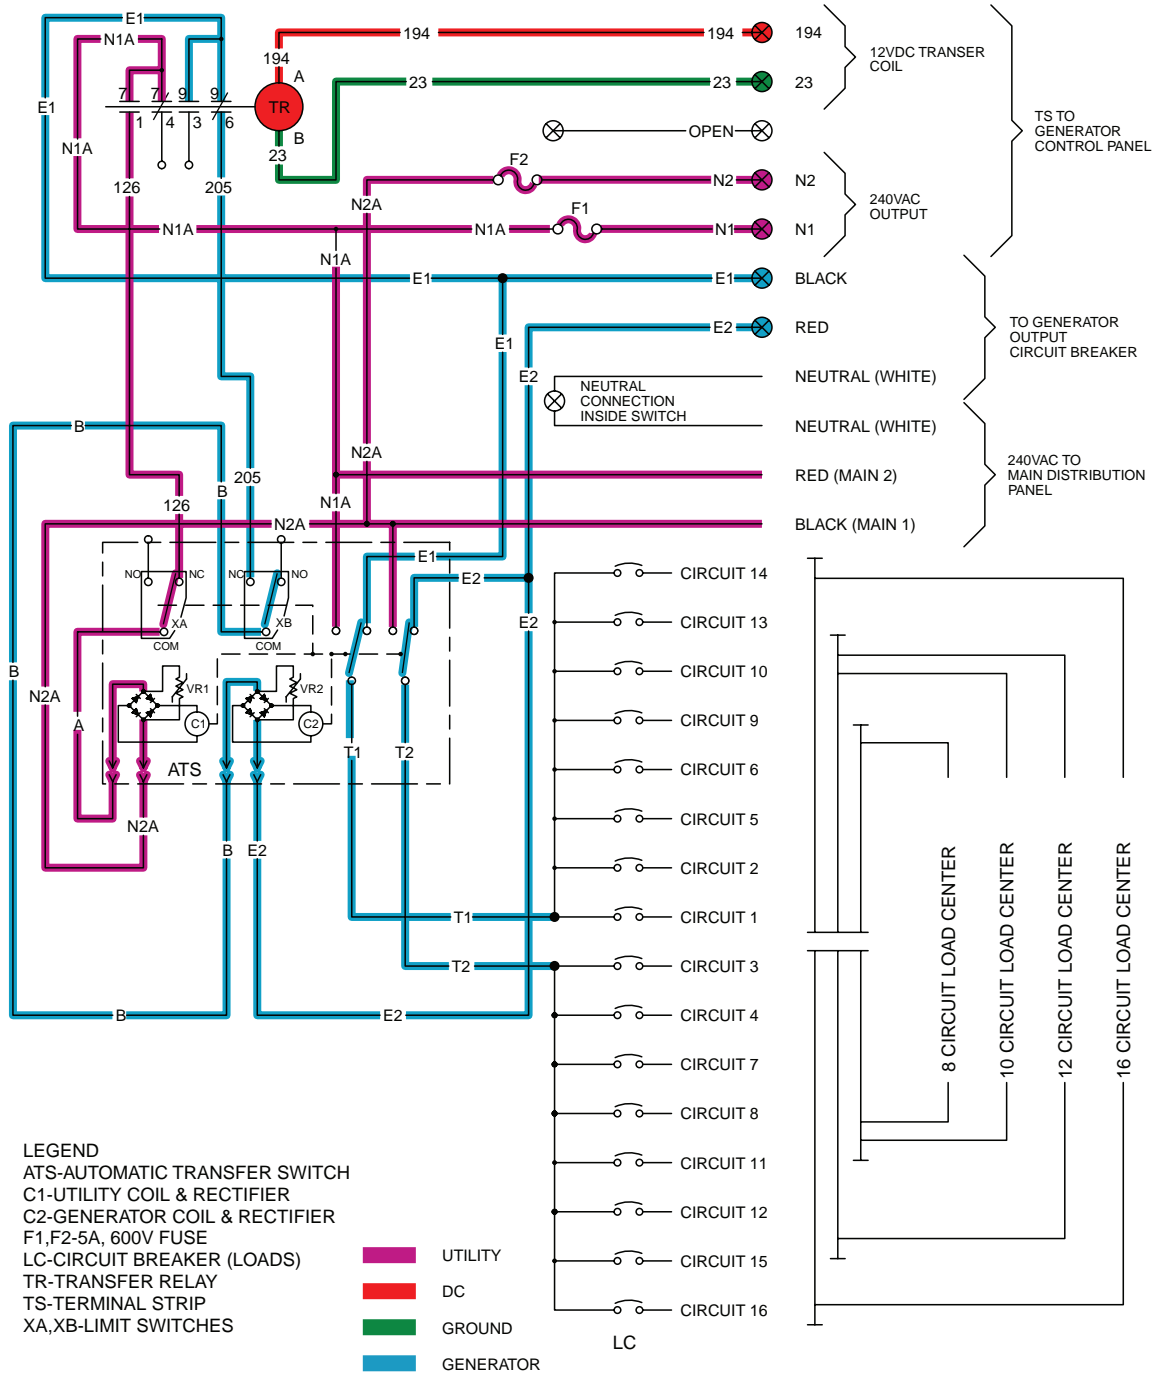 E1
N1A
194
194
194
194
12VDC TRANSER
COIL
A
7
7
9
9
TR
1
4
3
6
B
23
23
23
23
E1
N1A
126
205
OPEN
TS TO
GENERATOR
CONTROL PANEL
F2
N2
N2
N2A
240VAC
OUTPUT
F1
N1A
N1A
N1
N1
N1A
E1
E1
BLACK
E2
RED
E1
TO GENERATOR
OUTPUT
CIRCUIT BREAKER
E2
NEUTRAL
CONNECTION
INSIDE SWITCH
NEUTRAL (WHITE)
NEUTRAL (WHITE)
B
N2A
240VAC TO
MAIN DISTRIBUTION
PANEL
RED (MAIN 2)
205
B
126
N1A
N2A
BLACK (MAIN 1)
NO
NC
NC
NO
E1
E2
XA
XB
COM
COM
E2
B
N2A
A
VR1
VR2
C1
C2
T1
T2
ATS
N2A
B
E2
T1
T2
B
E2
CIRCUIT 14
CIRCUIT 13
CIRCUIT 10
CIRCUIT 9
CIRCUIT 6
CIRCUIT 5
CIRCUIT 2
CIRCUIT 1
CIRCUIT 3
CIRCUIT 4
CIRCUIT 7
CIRCUIT 8
CIRCUIT 11
CIRCUIT 12
CIRCUIT 15
CIRCUIT 16
LC
8 CIRCUIT LOAD CENTER
10 CIRCUIT LOAD CENTER
12 CIRCUIT LOAD CENTER
16 CIRCUIT LOAD CENTER
LEGEND
ATS-AUTOMATIC TRANSFER SWITCH
C1-UTILITY COIL & RECTIFIER
C2-GENERATOR COIL & RECTIFIER
F1,F2-5A, 600V FUSE
LC-CIRCUIT BREAKER (LOADS)
TR-TRANSFER RELAY
TS-TERMINAL STRIP
XA,XB-LIMIT SWITCHES
UTILITY
DC
GROUND
GENERATOR